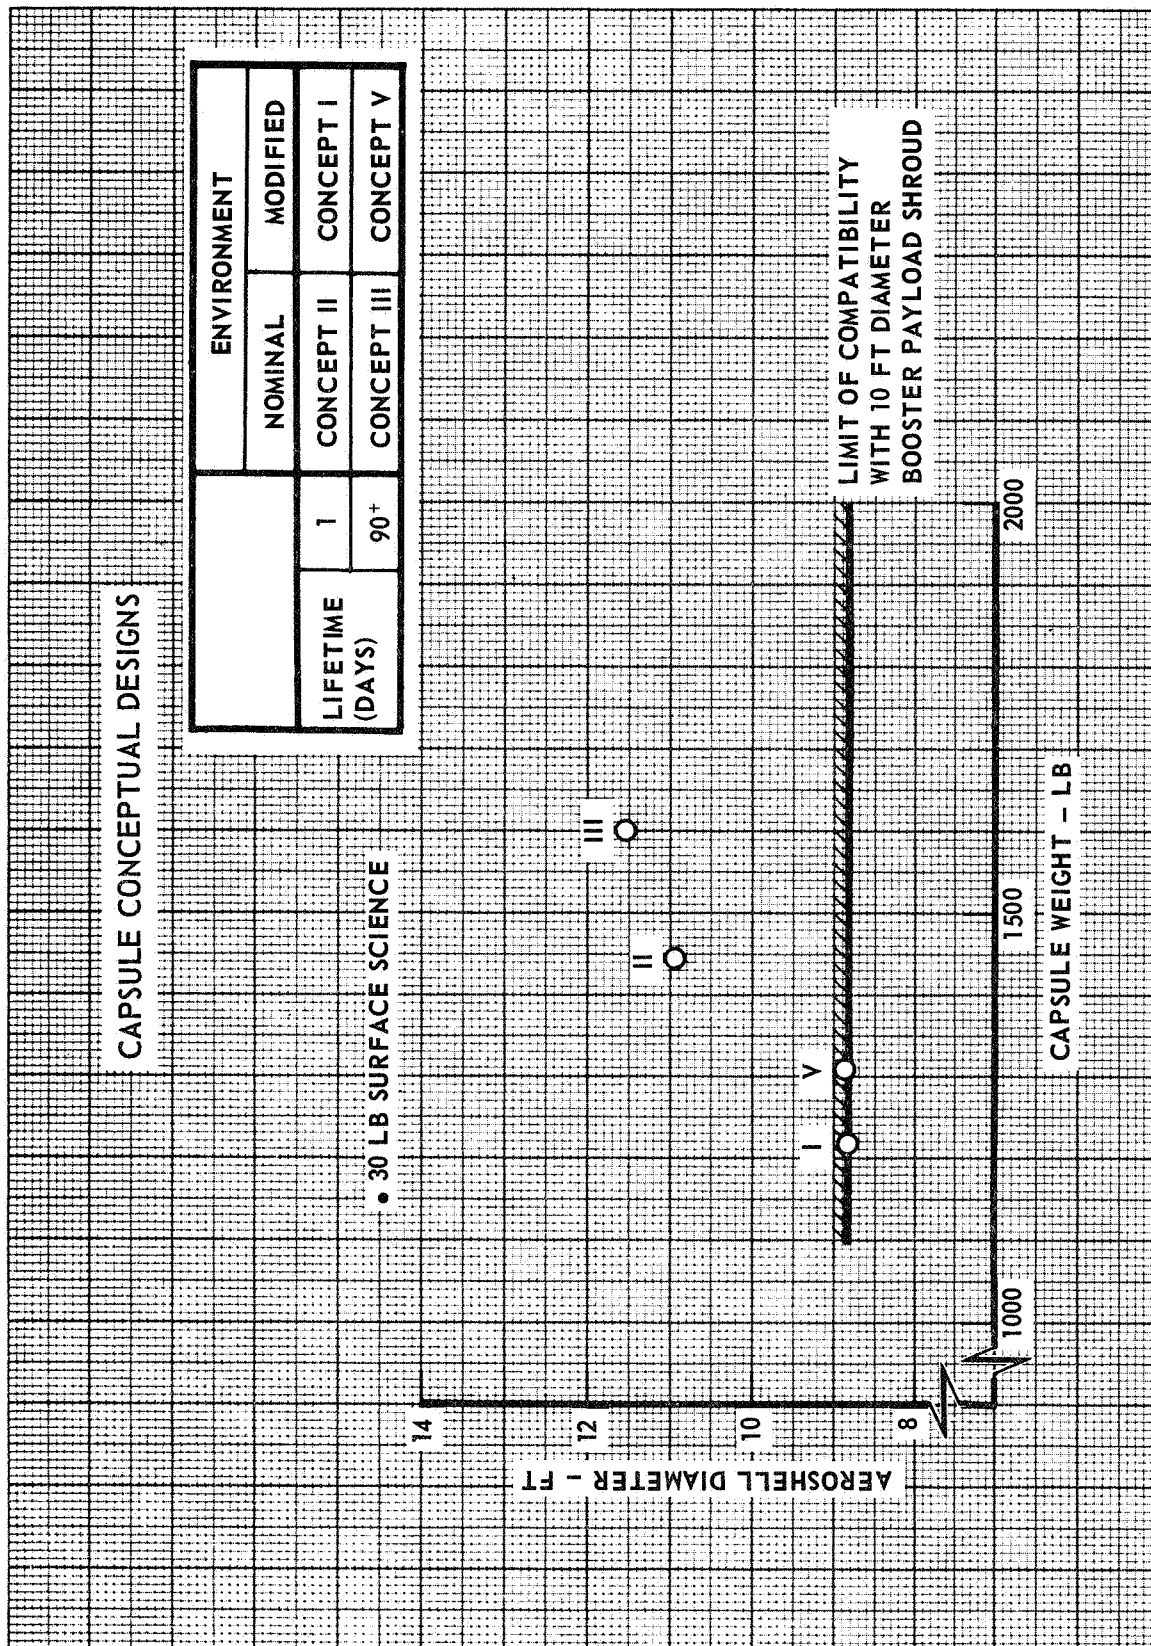 CAPSULE CONCEPTUAL DESIGNS
ENVIRONMENT
NOMINAL MODIFIED
LIFETIME
(DAYS)
1 CONCEPT II CONCEPT I
90+ CONCEPT III CONCEPT V
• 30 LB SURFACE SCIENCE
AEROSHELL DIAMETER – FT
14
12
10
8
III
II
I V
LIMIT OF COMPATIBILITY
WITH 10 FT DIAMETER
BOOSTER PAYLOAD SHROUD
1000 1500 2000
CAPSULE WEIGHT – LB